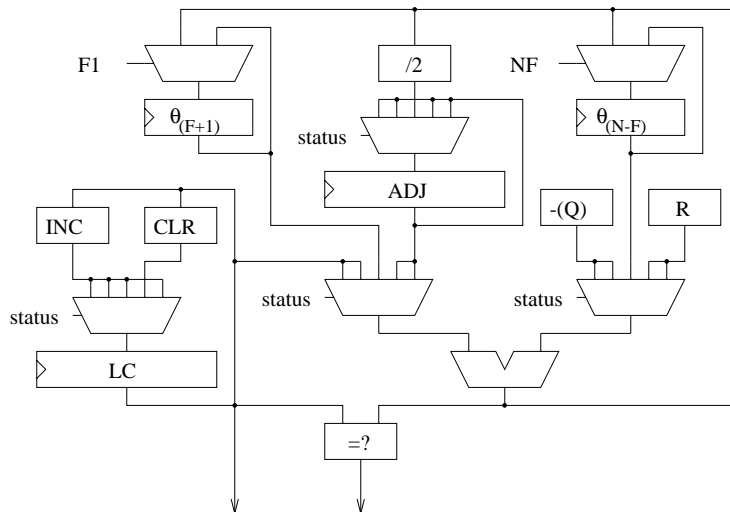 F1
/2
NF
θ(F+1)
θ(N-F)
status
ADJ
INC
CLR
-(Q)
R
status
status
status
LC
=?